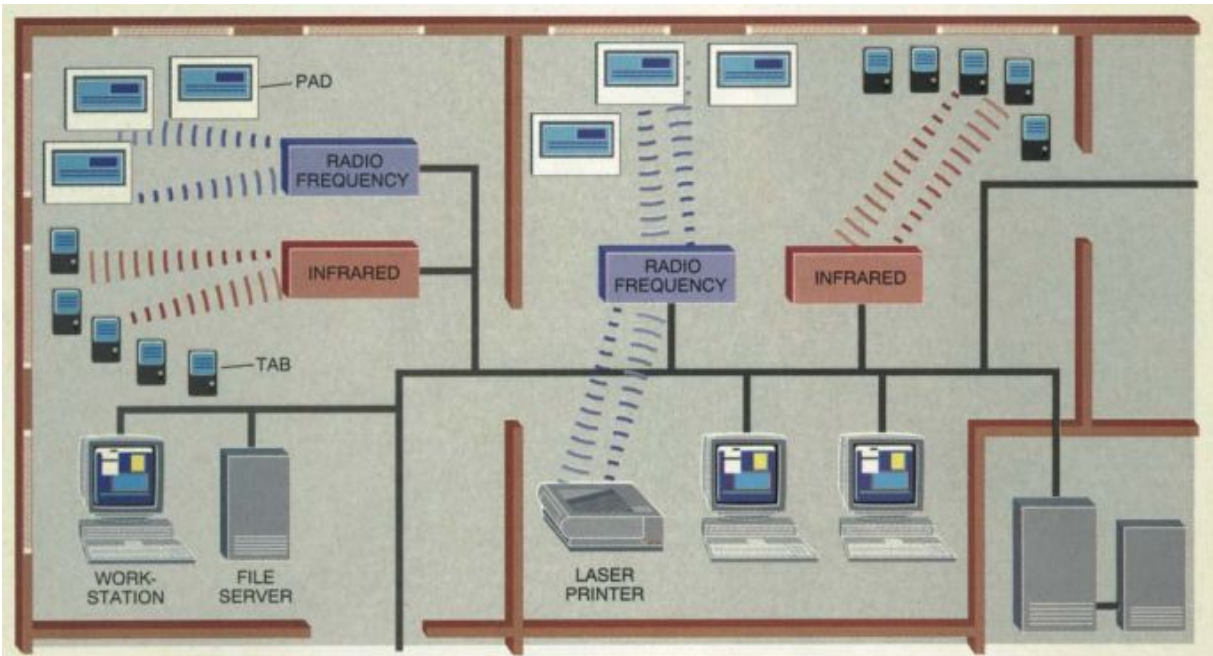 PAD
RADIO
FREQUENCY
INFRARED
TAB
RADIO
FREQUENCY
INFRARED
WORK-
STATION
FILE
SERVER
LASER
PRINTER